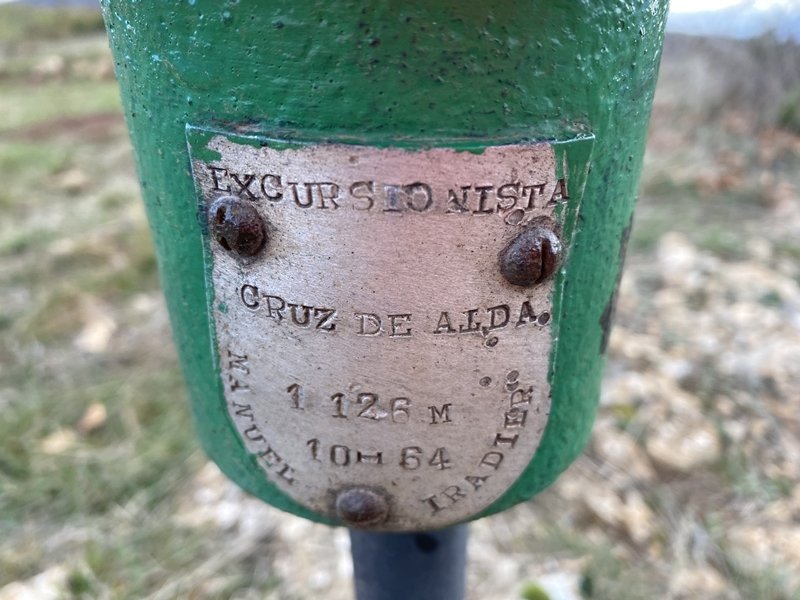 EXCURSIONISTA
CRUZ DE ALDA.
1 126 M
10-64
MANUEL
IRADIER